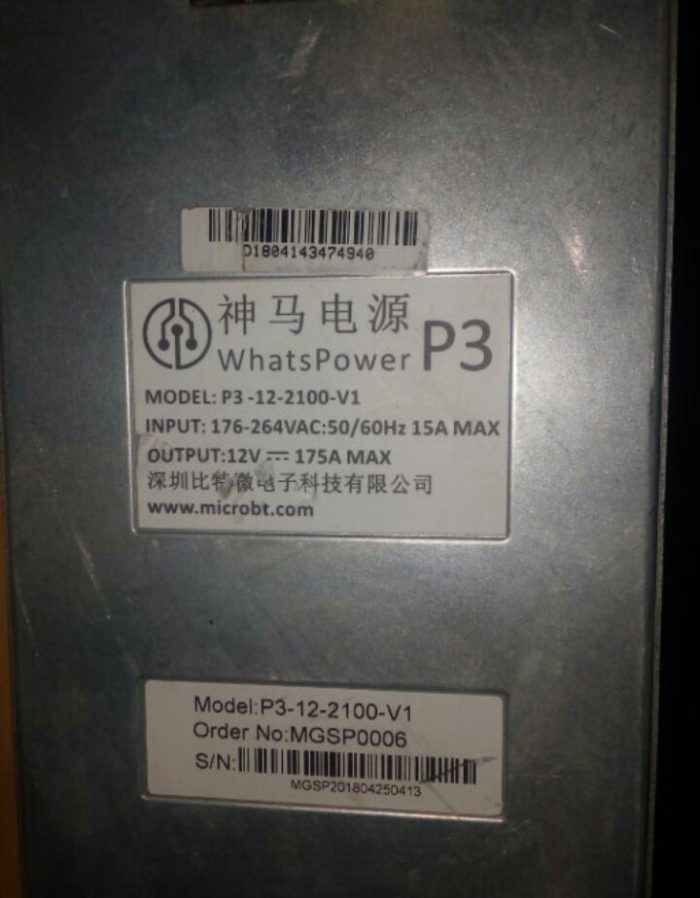 D1804143474940
神马电源
WhatsPower P3
MODEL: P3 -12-2100-V1
INPUT: 176-264VAC:50/60Hz 15A MAX
OUTPUT:12V ⎓ 175A MAX
深圳比特微电子科技有限公司
www.microbt.com
Model:P3-12-2100-V1
Order No:MGSP0006
S/N:
MGSP201804250413